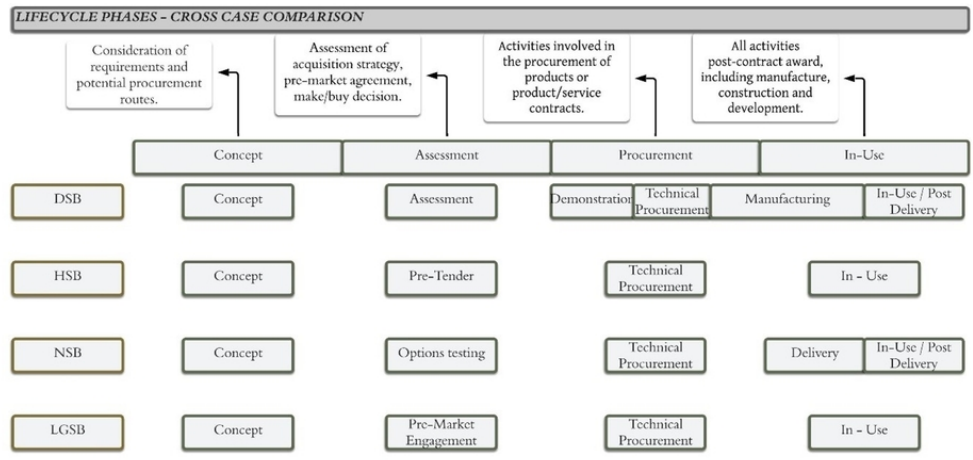 LIFECYCLE PHASES – CROSS CASE COMPARISON
Consideration of
requirements and
potential procurement
routes.
Assessment of
acquisition strategy,
pre-market agreement,
make/buy decision.
Activities involved in
the procurement of
products or
product/service
contracts.
All activities
post-contract award,
including manufacture,
construction and
development.
Concept
Assessment
Procurement
In-Use
DSB
Concept
Assessment
Demonstration
Technical
Procurement
Manufacturing
In-Use / Post
Delivery
HSB
Concept
Pre-Tender
Technical
Procurement
In - Use
NSB
Concept
Options testing
Technical
Procurement
Delivery
In-Use / Post
Delivery
LGSB
Concept
Pre-Market
Engagement
Technical
Procurement
In - Use